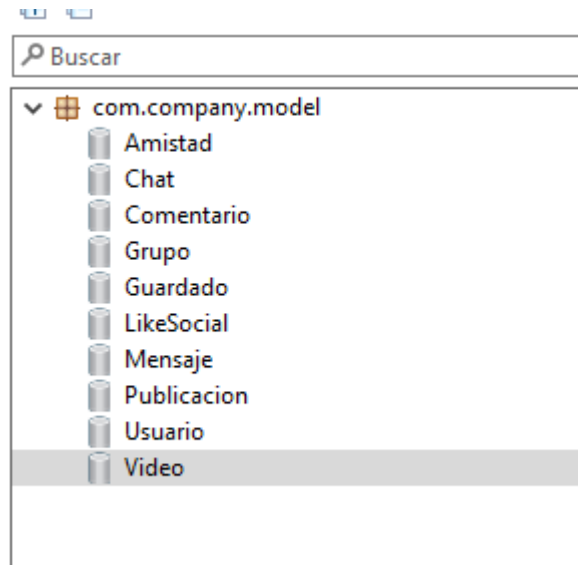 Buscar
com.company.model
Amistad
Chat
Comentario
Grupo
Guardado
LikeSocial
Mensaje
Publicacion
Usuario
Video